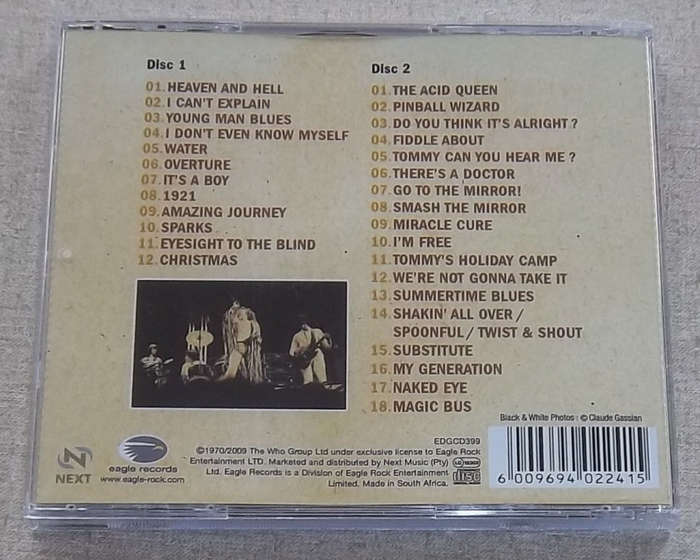 Disc 1
01. HEAVEN AND HELL
02. I CAN'T EXPLAIN
03. YOUNG MAN BLUES
04. I DON'T EVEN KNOW MYSELF
05. WATER
06. OVERTURE
07. IT'S A BOY
08. 1921
09. AMAZING JOURNEY
10. SPARKS
11. EYESIGHT TO THE BLIND
12. CHRISTMAS
Disc 2
01. THE ACID QUEEN
02. PINBALL WIZARD
03. DO YOU THINK IT'S ALRIGHT?
04. FIDDLE ABOUT
05. TOMMY CAN YOU HEAR ME?
06. THERE'S A DOCTOR
07. GO TO THE MIRROR!
08. SMASH THE MIRROR
09. MIRACLE CURE
10. I'M FREE
11. TOMMY'S HOLIDAY CAMP
12. WE'RE NOT GONNA TAKE IT
13. SUMMERTIME BLUES
14. SHAKIN' ALL OVER /
SPOONFUL / TWIST & SHOUT
15. SUBSTITUTE
16. MY GENERATION
17. NAKED EYE
18. MAGIC BUS
Black & White Photos : © Claude Gassian
NEXT
eagle records
www.eagle-rock.com
EDGCD399
©1970/2009 The Who Group Ltd under exclusive license to Eagle Rock
Entertainment LTD. Marketed and distributed by Next Music (Pty)
Ltd. Eagle Records is a Division of Eagle Rock Entertainment
Limited. Made in South Africa.
6 009694 022415